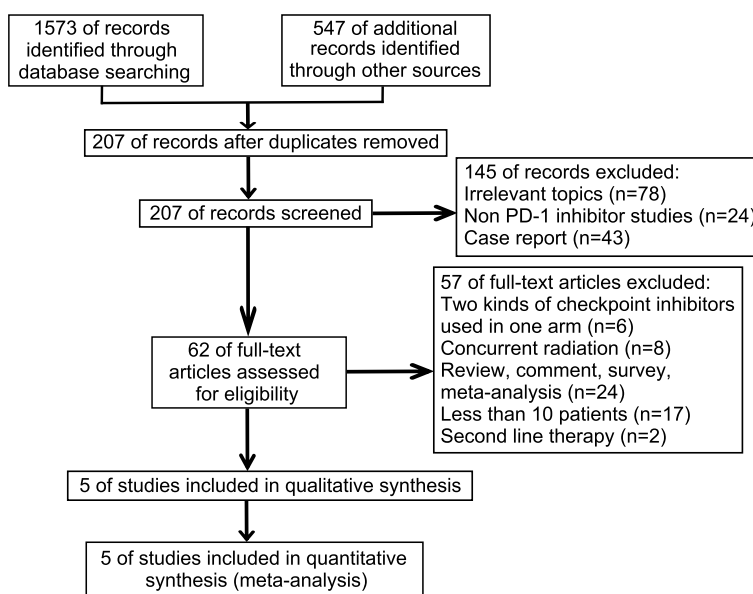 1573 of records
identified through
database searching
547 of additional
records identified
through other sources
207 of records after duplicates removed
207 of records screened
145 of records excluded:
Irrelevant topics (n=78)
Non PD-1 inhibitor studies (n=24)
Case report (n=43)
62 of full-text
articles assessed
for eligibility
57 of full-text articles excluded:
Two kinds of checkpoint inhibitors
used in one arm (n=6)
Concurrent radiation (n=8)
Review, comment, survey,
meta-analysis (n=24)
Less than 10 patients (n=17)
Second line therapy (n=2)
5 of studies included in qualitative synthesis
5 of studies included in quantitative
synthesis (meta-analysis)